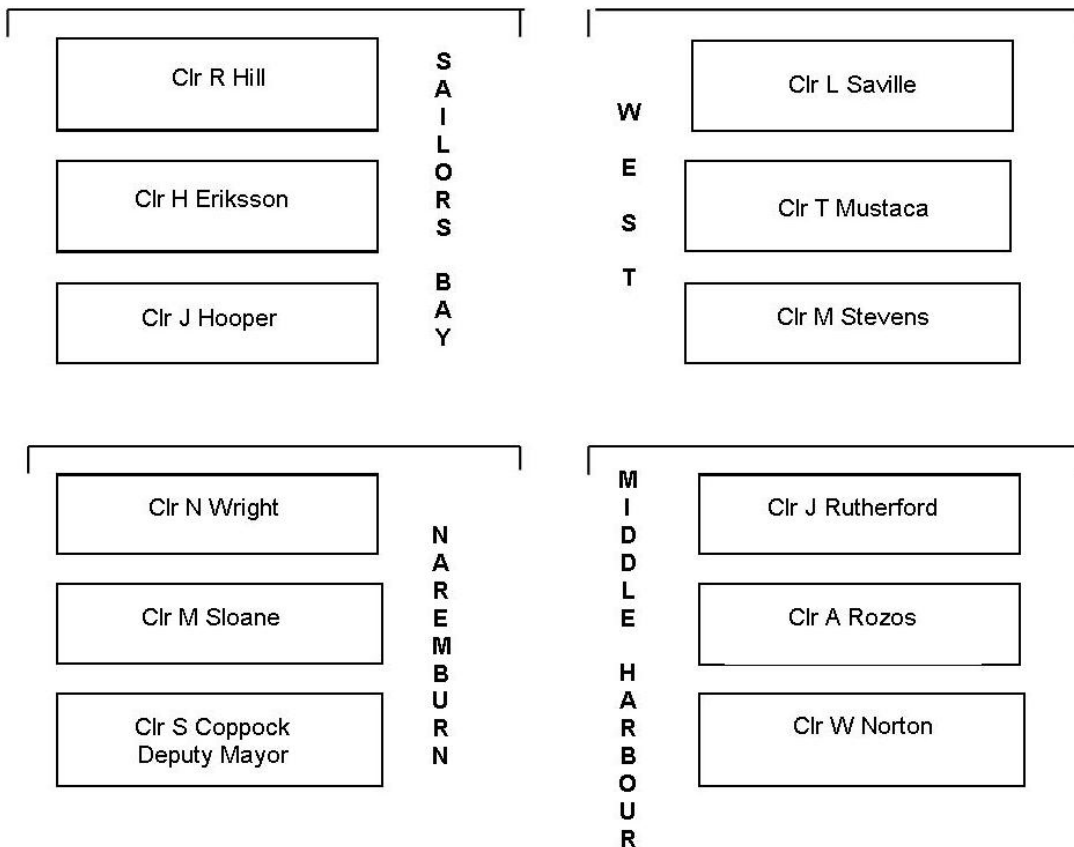 Clr R Hill
Clr H Eriksson
Clr J Hooper
SAILORS BAY
WEST
Clr L Saville
Clr T Mustaca
Clr M Stevens
Clr N Wright
Clr M Sloane
Clr S Coppock
Deputy Mayor
NAREMBURN
MIDDLE HARBOUR
Clr J Rutherford
Clr A Rozos
Clr W Norton